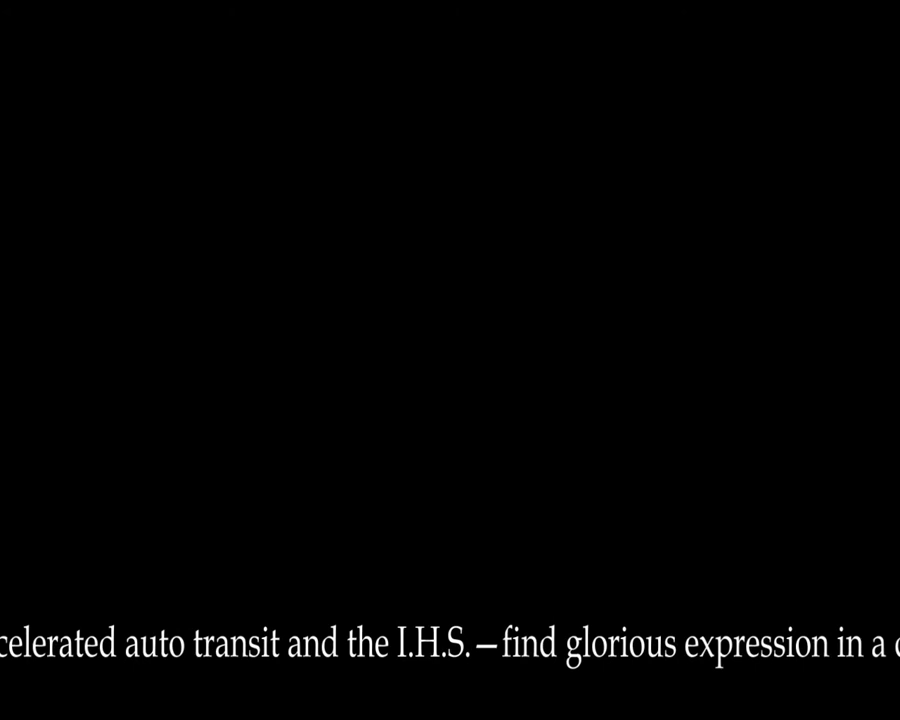 celerated auto transit and the I.H.S.—find glorious expression in a